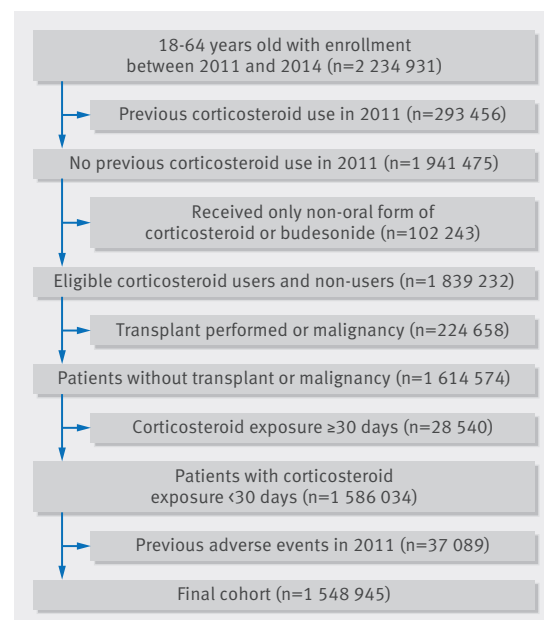 18-64 years old with enrollment
between 2011 and 2014 (n=2 234 931)
Previous corticosteroid use in 2011 (n=293 456)
No previous corticosteroid use in 2011 (n=1 941 475)
Received only non-oral form of
corticosteroid or budesonide (n=102 243)
Eligible corticosteroid users and non-users (n=1 839 232)
Transplant performed or malignancy (n=224 658)
Patients without transplant or malignancy (n=1 614 574)
Corticosteroid exposure ≥30 days (n=28 540)
Patients with corticosteroid
exposure <30 days (n=1 586 034)
Previous adverse events in 2011 (n=37 089)
Final cohort (n=1 548 945)